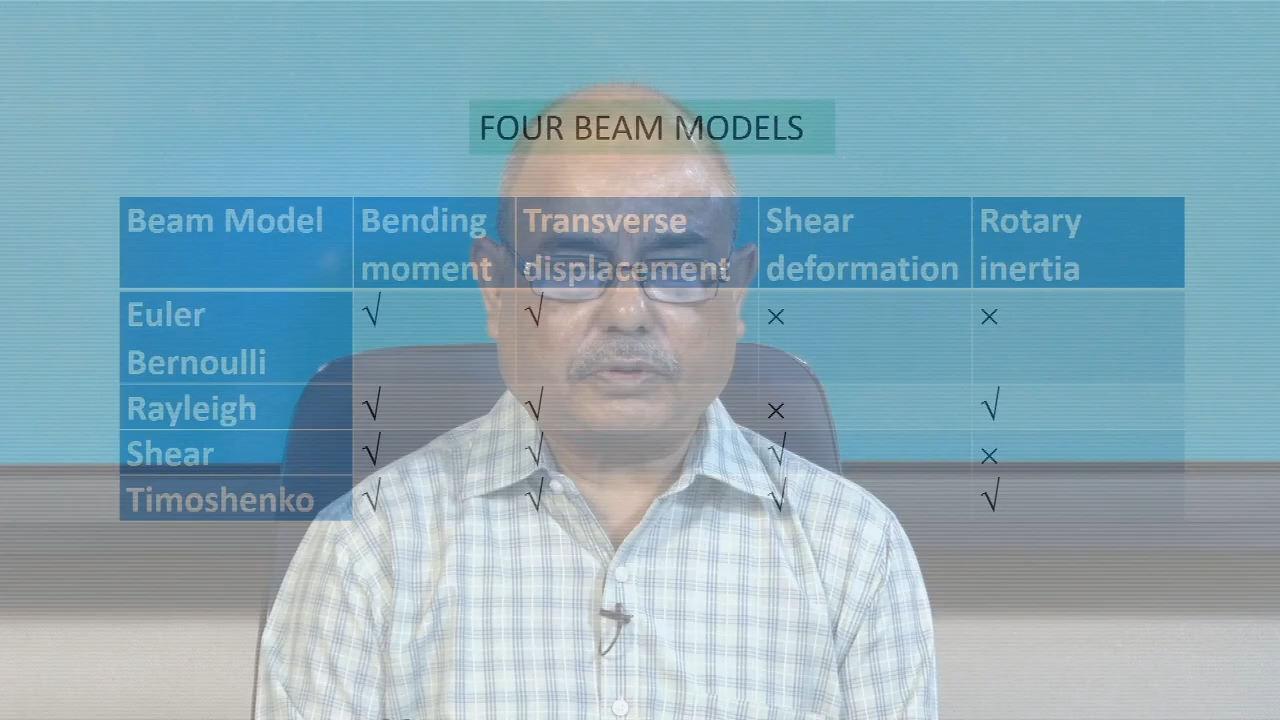 FOUR BEAM MODELS
Beam Model Bending moment Transverse displacement Shear deformation Rotary inertia
Euler Bernoulli √ √ × ×
Rayleigh √ √ × √
Shear √ √ √ ×
Timoshenko √ √ √ √